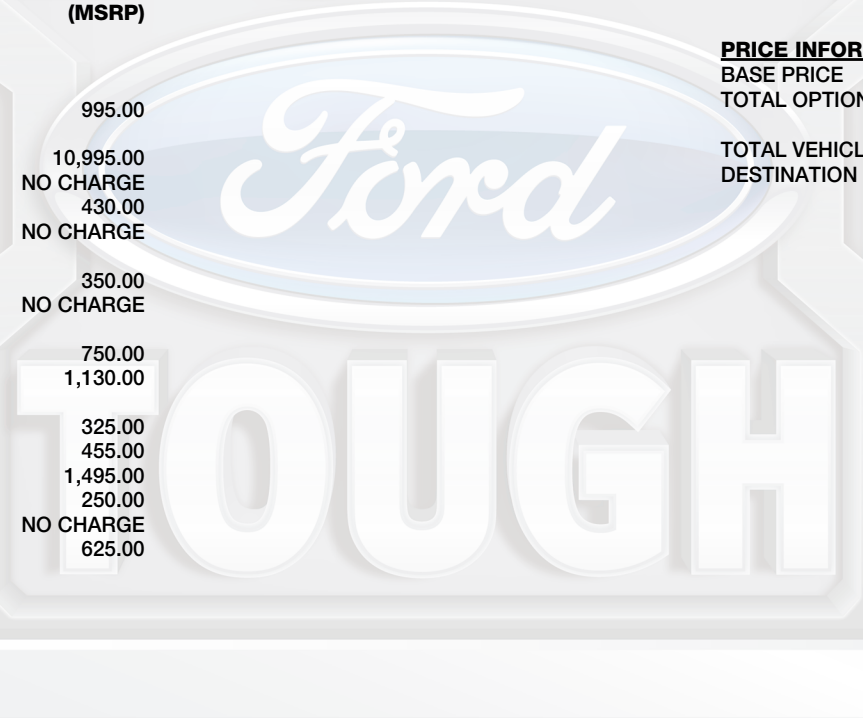 (MSRP)
995.00
10,995.00
NO CHARGE
430.00
NO CHARGE
350.00
NO CHARGE
750.00
1,130.00
325.00
455.00
1,495.00
250.00
NO CHARGE
625.00
PRICE INFOR
BASE PRICE
TOTAL OPTION
TOTAL VEHICL
DESTINATION
Ford
TOUGH